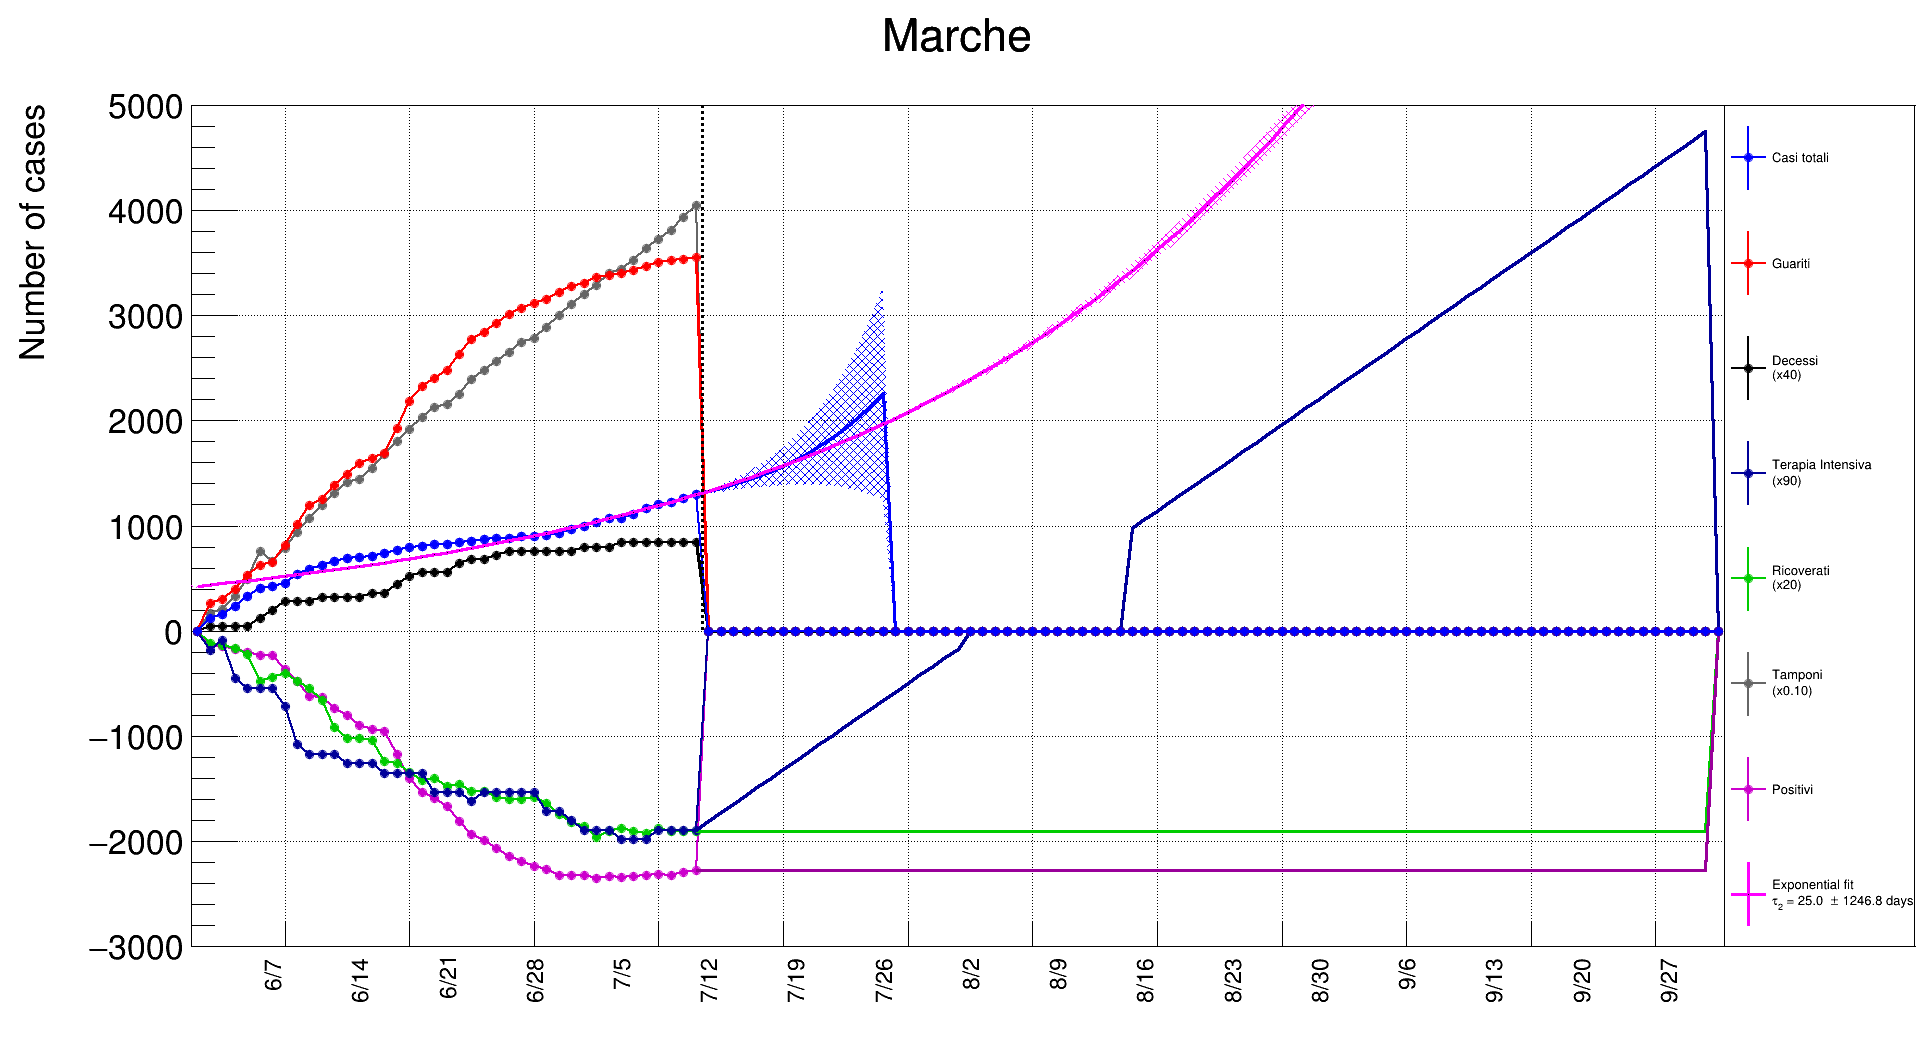 Marche
Number of cases
5000
4000
3000
2000
1000
0
−1000
−2000
−3000
6/7
6/14
6/21
6/28
7/5
7/12
7/19
7/26
8/2
8/9
8/16
8/23
8/30
9/6
9/13
9/20
9/27
Casi totali
Guariti
Decessi
(x40)
Terapia Intensiva
(x90)
Ricoverati
(x20)
Tamponi
(x0.10)
Positivi
Exponential fit
τ2 = 25.0 ± 1246.8 days